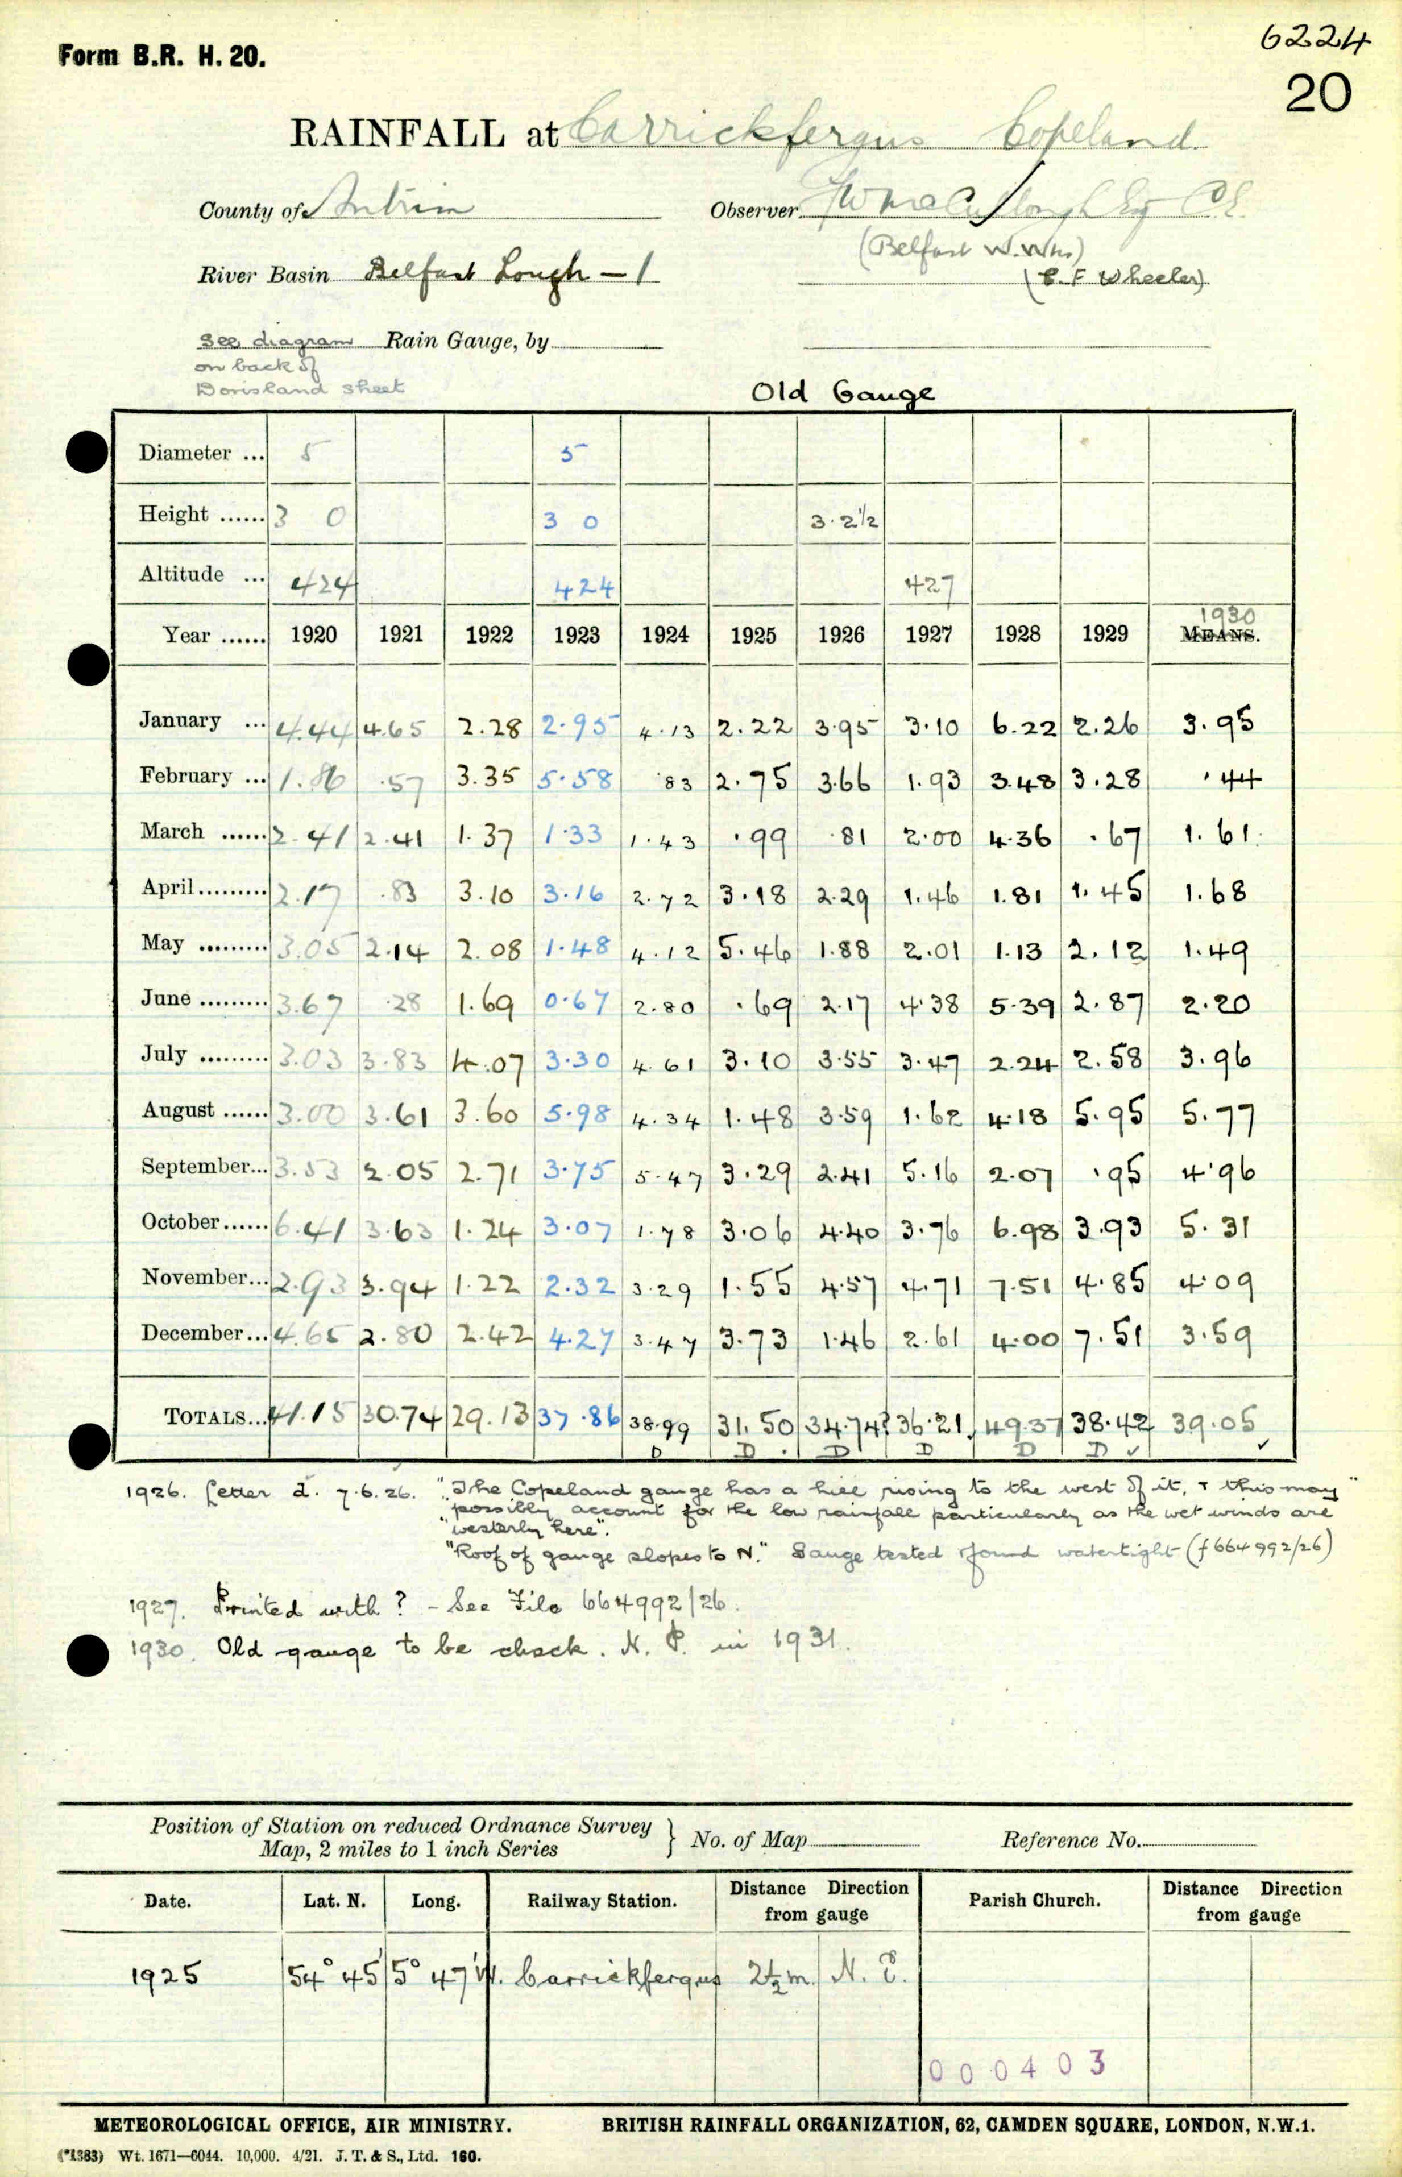 6224
Form B.R. H. 20.
20
RAINFALL at Carrickfergus Copeland
County of Antrim Observer
(Belfast W. Wks)
River Basin Belfast Lough - 1 (C. F Wheeler)
See diagram Rain Gauge, by
on back of
Dorisland sheet
Old Gauge
Diameter ... 5 5
Height ...... 3 0 3 0 3·2½
Altitude ... 424 424 427
1930
Year ...... 1920 1921 1922 1923 1924 1925 1926 1927 1928 1929 MEANS.
January ... 4.44 4.65 2.28 2.95 4.13 2.22 3.95 3.10 6.22 2.26 3.95
February ... 1.86 .57 3.35 5.58 .83 2.75 3.66 1.93 3.48 3.28 .44
March ...... 2.41 2.41 1.37 1.33 1.43 .99 .81 2.00 4.36 .67 1.61
April ......... 2.17 .83 3.10 3.16 2.72 3.18 2.29 1.46 1.81 1.45 1.68
May ......... 3.05 2.14 2.08 1.48 4.12 5.46 1.88 2.01 1.13 2.12 1.49
June ......... 3.67 .28 1.69 0.67 2.80 .69 2.17 4.38 5.39 2.87 2.20
July ......... 3.03 3.83 4.07 3.30 4.61 3.10 3.55 3.47 2.24 2.58 3.96
August ...... 3.00 3.61 3.60 5.98 4.34 1.48 3.59 1.62 4.18 5.95 5.77
September... 3.53 2.05 2.71 3.75 5.47 3.29 2.41 5.16 2.07 .95 4.96
October...... 6.41 3.63 1.24 3.07 1.78 3.06 4.40 3.76 6.98 3.93 5.31
November... 2.93 3.94 1.22 2.32 3.29 1.55 4.57 4.71 7.51 4.85 4.09
December... 4.65 2.80 2.42 4.27 3.47 3.73 1.46 2.61 4.00 7.51 3.59
TOTALS... 41.15 30.74 29.13 37.86 38.99 31.50 34.74? 36.21 49.37 38.42 39.05
D D D D D D ✓ ✓
1926. Letter d. 7.6.26. "The Copeland gauge has a hill rising to the west of it, & this may"
"possibly account for the low rainfall particularly as the wet winds are
"westerly here".
"Roof of gauge slopes to N." Gauge tested & found watertight (f 664992/26)
1927. Printed with ? - See File 664992/26.
1930. Old gauge to be check. N. P. in 1931.
Position of Station on reduced Ordnance Survey
Map, 2 miles to 1 inch Series } No. of Map Reference No.
Date. Lat. N. Long. Railway Station. Distance Direction from gauge Parish Church. Distance Direction from gauge
1925 54° 45' 5° 47' W. Carrickfergus 2½ m. N. E.
000403
METEOROLOGICAL OFFICE, AIR MINISTRY. BRITISH RAINFALL ORGANIZATION, 62, CAMDEN SQUARE, LONDON, N.W.1.
(*1383) Wt. 1671—6044. 10,000. 4/21. J. T. & S., Ltd. 160.